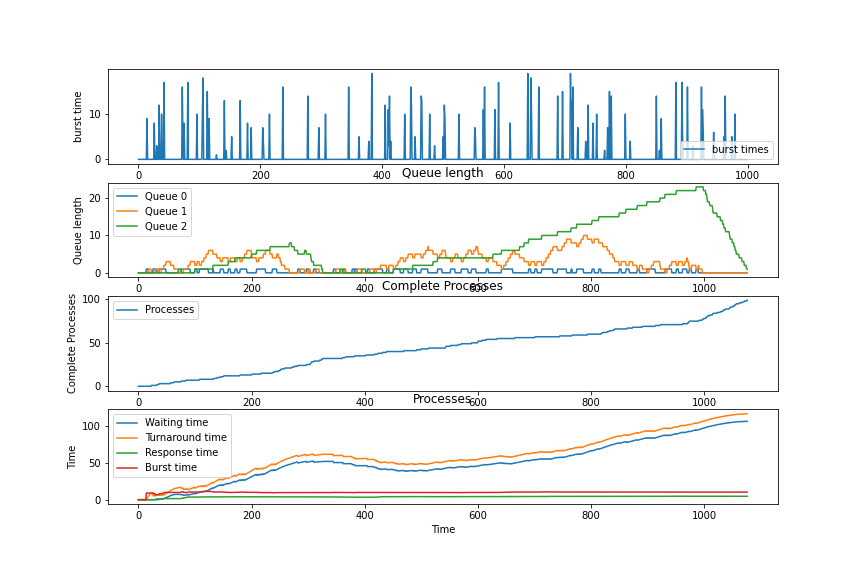 burst time
10
0
burst times
0 200 400 600 800 1000
Queue length
Queue length
20
10
0
Queue 0
Queue 1
Queue 2
0 200 400 600 800 1000
Complete Processes
Complete Processes
100
50
0
Processes
0 200 400 600 800 1000
Processes
Time
100
50
0
Waiting time
Turnaround time
Response time
Burst time
0 200 400 600 800 1000
Time